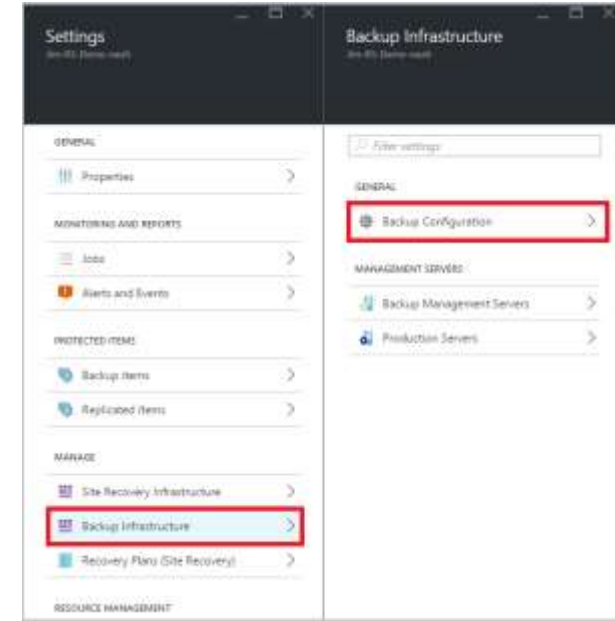 Settings
GENERAL
Properties
MONITORING AND REPORTS
Jobs
Alerts and Events
PROTECTED ITEMS
Backup items
Replicated items
MANAGE
Site Recovery Infrastructure
Backup Infrastructure
Recovery Plans (Site Recovery)
RESOURCE MANAGEMENT
Backup Infrastructure
Filter settings
GENERAL
Backup Configuration
MANAGEMENT SERVERS
Backup Management Servers
Production Servers